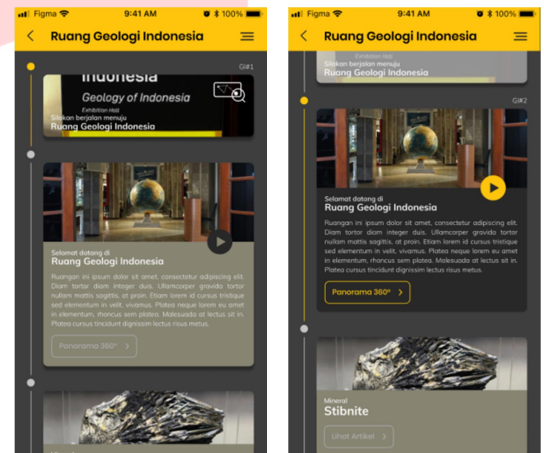 Figma
9:41 AM
100%
Ruang Geologi Indonesia
GI#1
Indonesia
Geology of Indonesia
Exhibition Hall
Silakan berjalan menuju
Ruang Geologi Indonesia
Selamat datang di
Ruang Geologi Indonesia
Ruangan ini ipsum dolor sit amet, consectetur adipiscing elit.
Diam tortor diam integer duis. Ullamcorper gravida tortor
nullam mattis sagittis, at proin. Etiam lorem id cursus tristique
sed elementum in velit, vivamus. Platea neque lorem eu amet
in elementum, rhoncus sem platea. Malesuada at lectus sit in.
Platea cursus tincidunt dignissim lectus risus metus.
Panorama 360°
Figma
9:41 AM
100%
Ruang Geologi Indonesia
Exhibition Hall
Silakan berjalan menuju
Ruang Geologi Indonesia
GI#2
Selamat datang di
Ruang Geologi Indonesia
Ruangan ini ipsum dolor sit amet, consectetur adipiscing elit.
Diam tortor diam integer duis. Ullamcorper gravida tortor
nullam mattis sagittis, at proin. Etiam lorem id cursus tristique
sed elementum in velit, vivamus. Platea neque lorem eu amet
in elementum, rhoncus sem platea. Malesuada at lectus sit in.
Platea cursus tincidunt dignissim lectus risus metus.
Panorama 360°
Mineral
Stibnite
Lihat Artikel